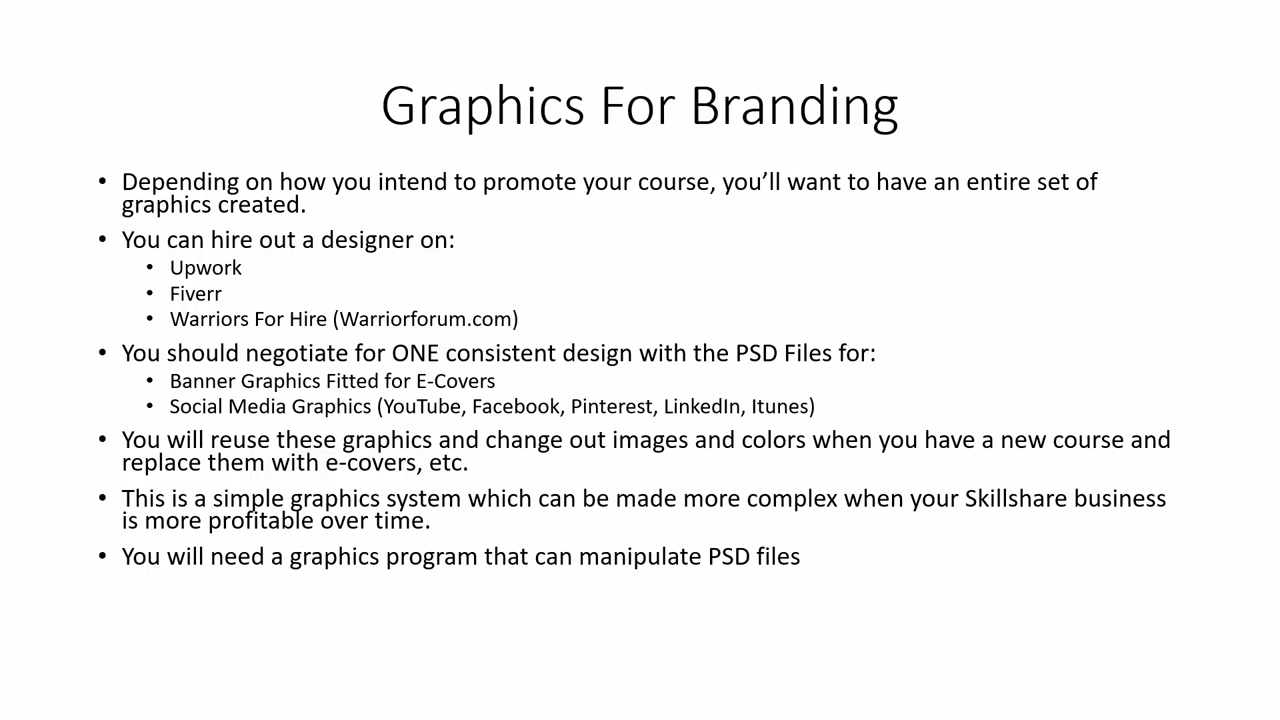 Graphics For Branding
• Depending on how you intend to promote your course, you’ll want to have an entire set of
graphics created.
• You can hire out a designer on:
• Upwork
• Fiverr
• Warriors For Hire (Warriorforum.com)
• You should negotiate for ONE consistent design with the PSD Files for:
• Banner Graphics Fitted for E-Covers
• Social Media Graphics (YouTube, Facebook, Pinterest, LinkedIn, Itunes)
• You will reuse these graphics and change out images and colors when you have a new course and
replace them with e-covers, etc.
• This is a simple graphics system which can be made more complex when your Skillshare business
is more profitable over time.
• You will need a graphics program that can manipulate PSD files